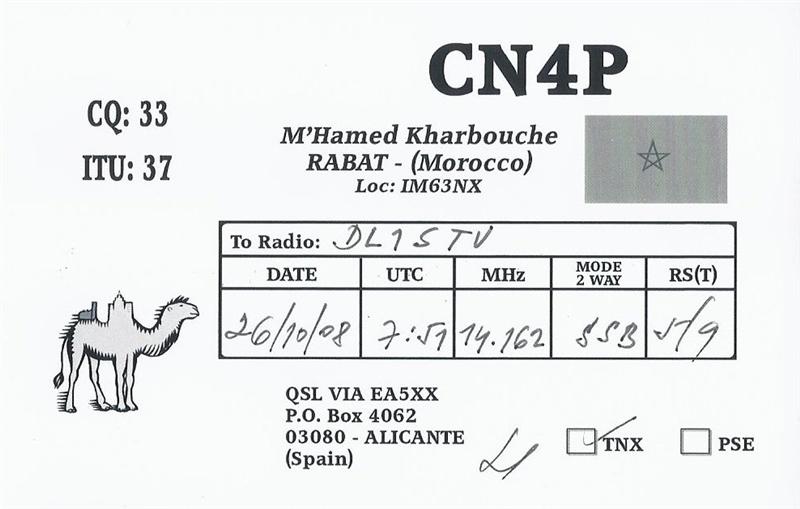 CN4P
CQ: 33
ITU: 37
M'Hamed Kharbouche
RABAT - (Morocco)
Loc: IM63NX
To Radio: DL1STV
DATE UTC MHz MODE 2 WAY RS(T)
26/10/08 7:51 14.162 SSB 5/9
QSL VIA EA5XX
P.O. Box 4062
03080 - ALICANTE
(Spain)
TNX PSE